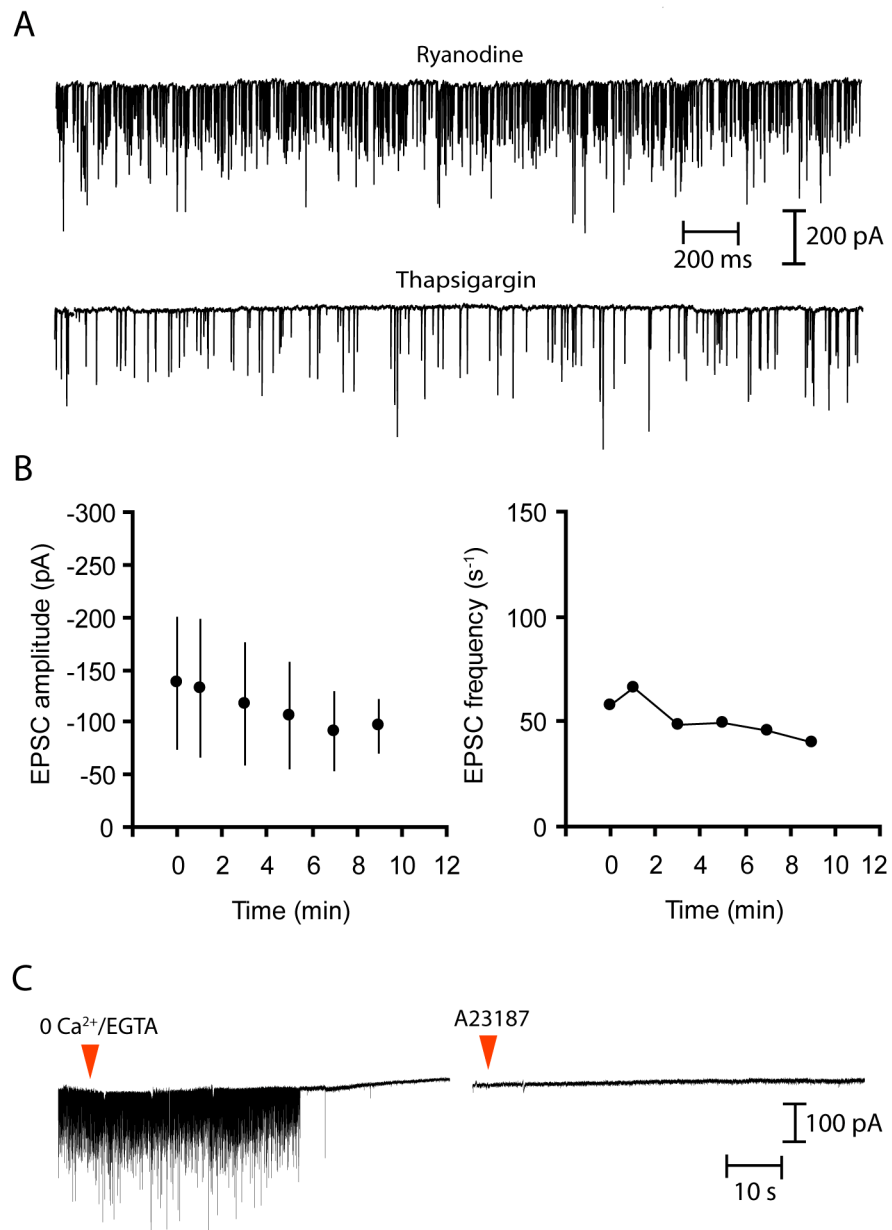 A
Ryanodine
200 ms
200 pA
Thapsigargin
B
-300
-250
-200
-150
-100
-50
0
EPSC amplitude (pA)
0 2 4 6 8 10 12
Time (min)
150
100
50
0
EPSC frequency (s⁻¹)
0 2 4 6 8 10 12
Time (min)
C
0 Ca²⁺/EGTA
A23187
100 pA
10 s